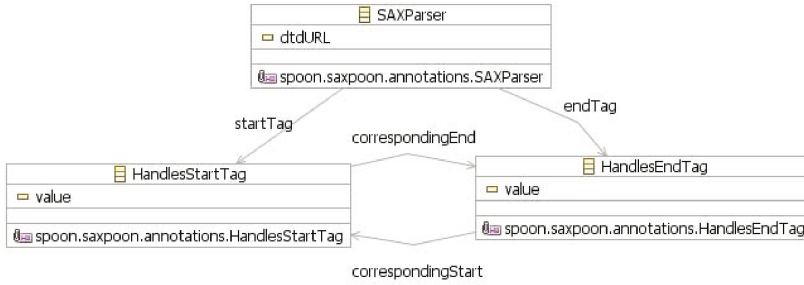 SAXParser
dtdURL
spoon.saxpoon.annotations.SAXParser
startTag
endTag
correspondingEnd
HandlesStartTag
value
spoon.saxpoon.annotations.HandlesStartTag
HandlesEndTag
value
spoon.saxpoon.annotations.HandlesEndTag
correspondingStart